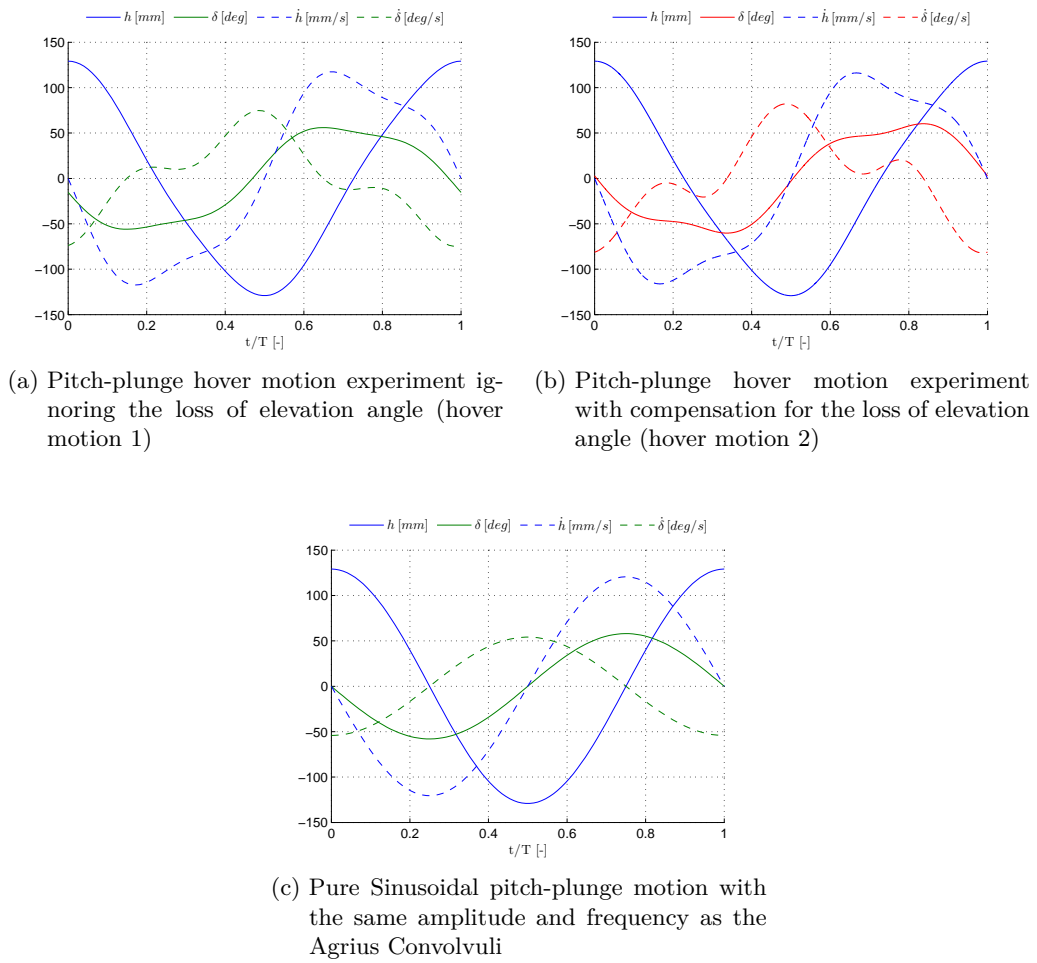 h [mm] δ [deg] ḣ [mm/s] δ̇ [deg/s]
h [mm] δ [deg] ḣ [mm/s] δ̇ [deg/s]
150
100
50
0
−50
−100
−150
0 0.2 0.4 0.6 0.8 1
t/T [-]
150
100
50
0
−50
−100
−150
0 0.2 0.4 0.6 0.8 1
t/T [-]
(a) Pitch-plunge hover motion experiment ig-
noring the loss of elevation angle (hover
motion 1)
(b) Pitch-plunge hover motion experiment
with compensation for the loss of elevation
angle (hover motion 2)
h [mm] δ [deg] ḣ [mm/s] δ̇ [deg/s]
150
100
50
0
−50
−100
−150
0 0.2 0.4 0.6 0.8 1
t/T [-]
(c) Pure Sinusoidal pitch-plunge motion with
the same amplitude and frequency as the
Agrius Convolvuli